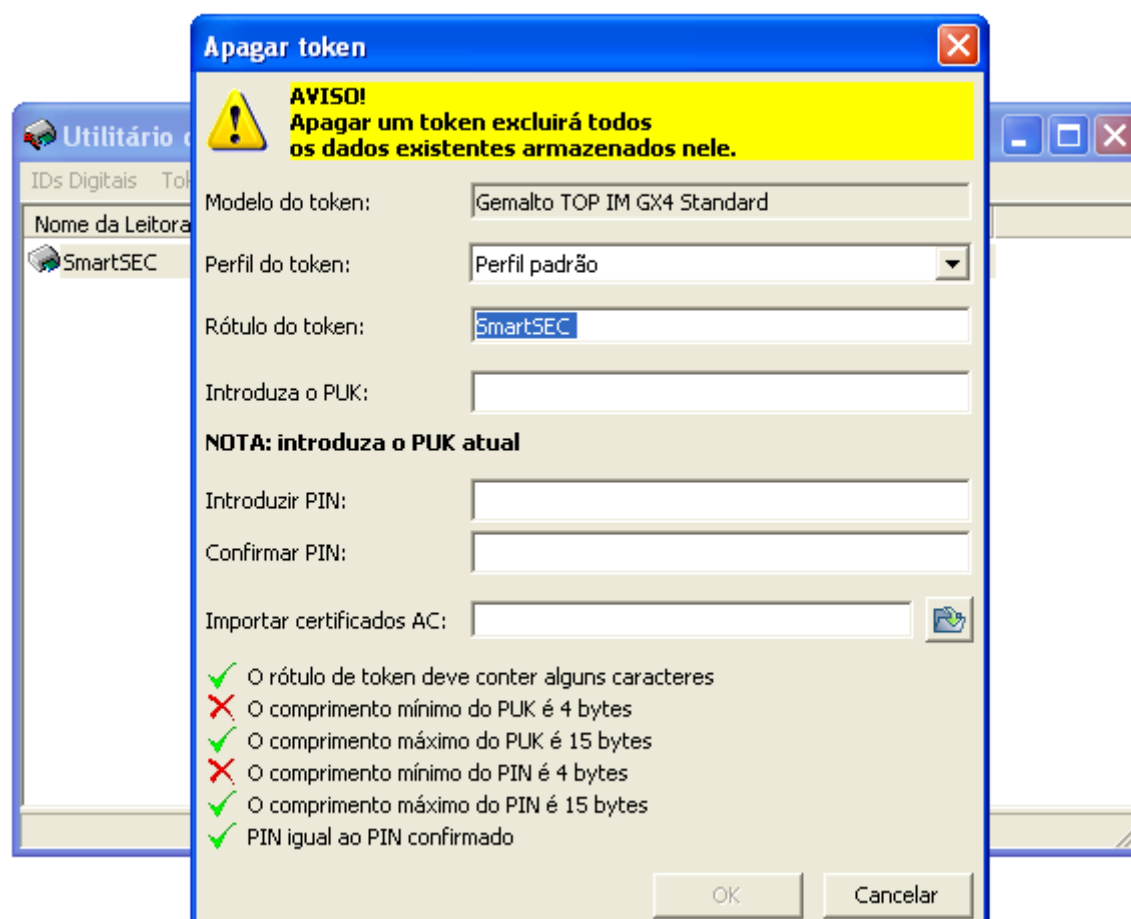 Apagar token
AVISO!
Apagar um token excluirá todos
os dados existentes armazenados nele.
Utilitário
IDs Digitais
Nome da Leitora
SmartSEC
Modelo do token: Gemalto TOP IM GX4 Standard
Perfil do token: Perfil padrão
Rótulo do token: SmartSEC
Introduza o PUK:
NOTA: introduza o PUK atual
Introduzir PIN:
Confirmar PIN:
Importar certificados AC:
O rótulo de token deve conter alguns caracteres
O comprimento mínimo do PUK é 4 bytes
O comprimento máximo do PUK é 15 bytes
O comprimento mínimo do PIN é 4 bytes
O comprimento máximo do PIN é 15 bytes
PIN igual ao PIN confirmado
OK Cancelar